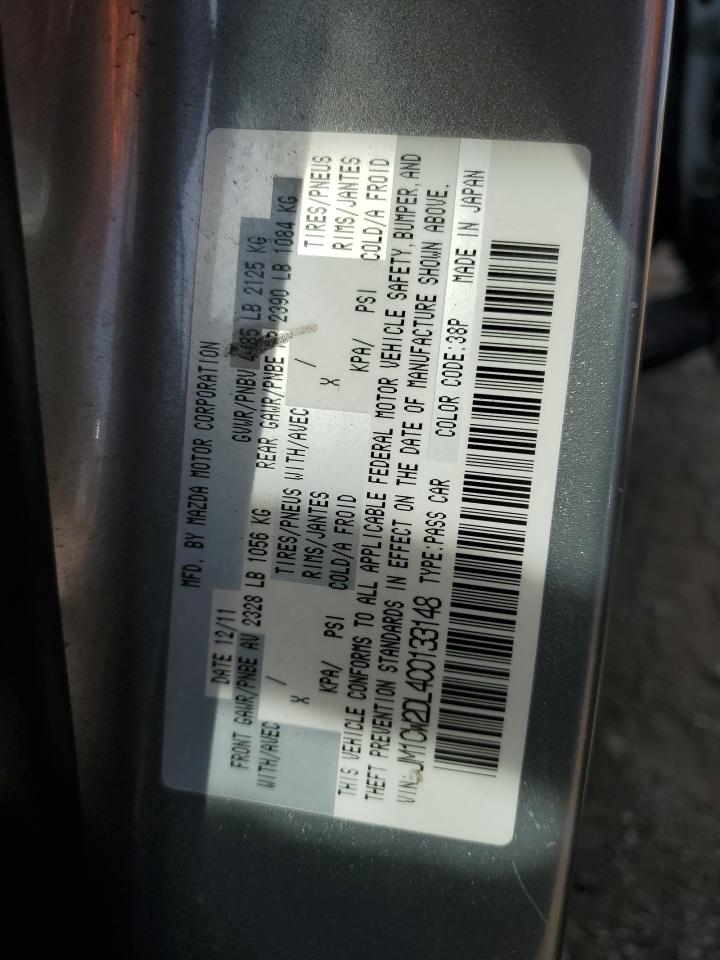 MFD. BY MAZDA MOTOR CORPORATION
DATE 12/11 GVWR/PNBV LB 2125 KG
FRONT GAWR/PNBE AV 2328 LB 1056 KG REAR GAWR/PNBE 2390 LB 1084 KG
WITH/AVEC / TIRES/PNEUS WITH/AVEC / TIRES/PNEUS
X RIMS/JANTES X RIMS/JANTES
KPA/ PSI COLD/A FROID KPA/ PSI COLD/A FROID
THIS VEHICLE CONFORMS TO ALL APPLICABLE FEDERAL MOTOR VEHICLE SAFETY, BUMPER, AND
THEFT PREVENTION STANDARDS IN EFFECT ON THE DATE OF MANUFACTURE SHOWN ABOVE.
VIN: JM1CW2DL4C0133148 TYPE:PASS CAR COLOR CODE:38P MADE IN JAPAN